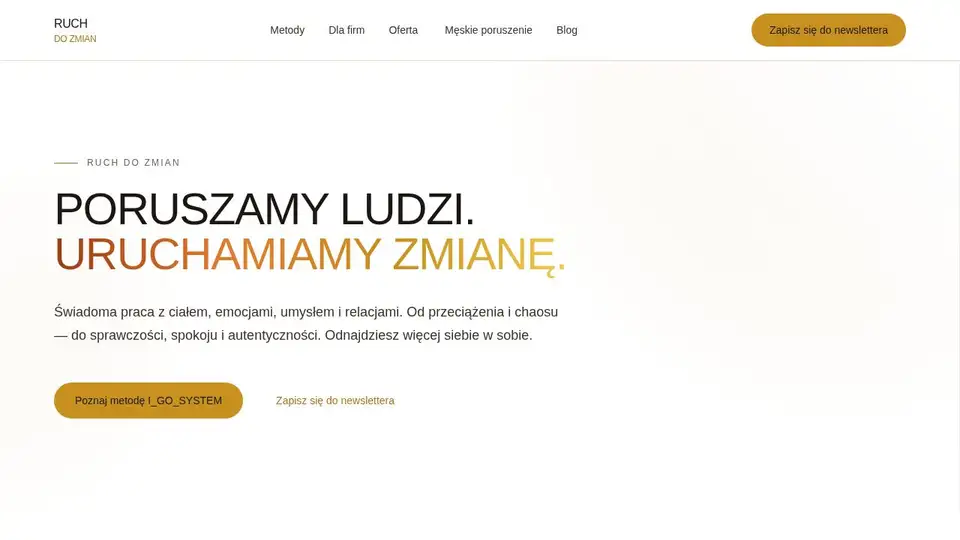 RUCH
DO ZMIAN
Metody
Dla firm
Oferta
Męskie poruszenie
Blog
Zapisz się do newslettera
RUCH DO ZMIAN
PORUSZAMY LUDZI.
URUCHAMIAMY ZMIANĘ.
Świadoma praca z ciałem, emocjami, umysłem i relacjami. Od przeciążenia i chaosu
— do sprawczości, spokoju i autentyczności. Odnajdziesz więcej siebie w sobie.
Poznaj metodę I_GO_SYSTEM
Zapisz się do newslettera